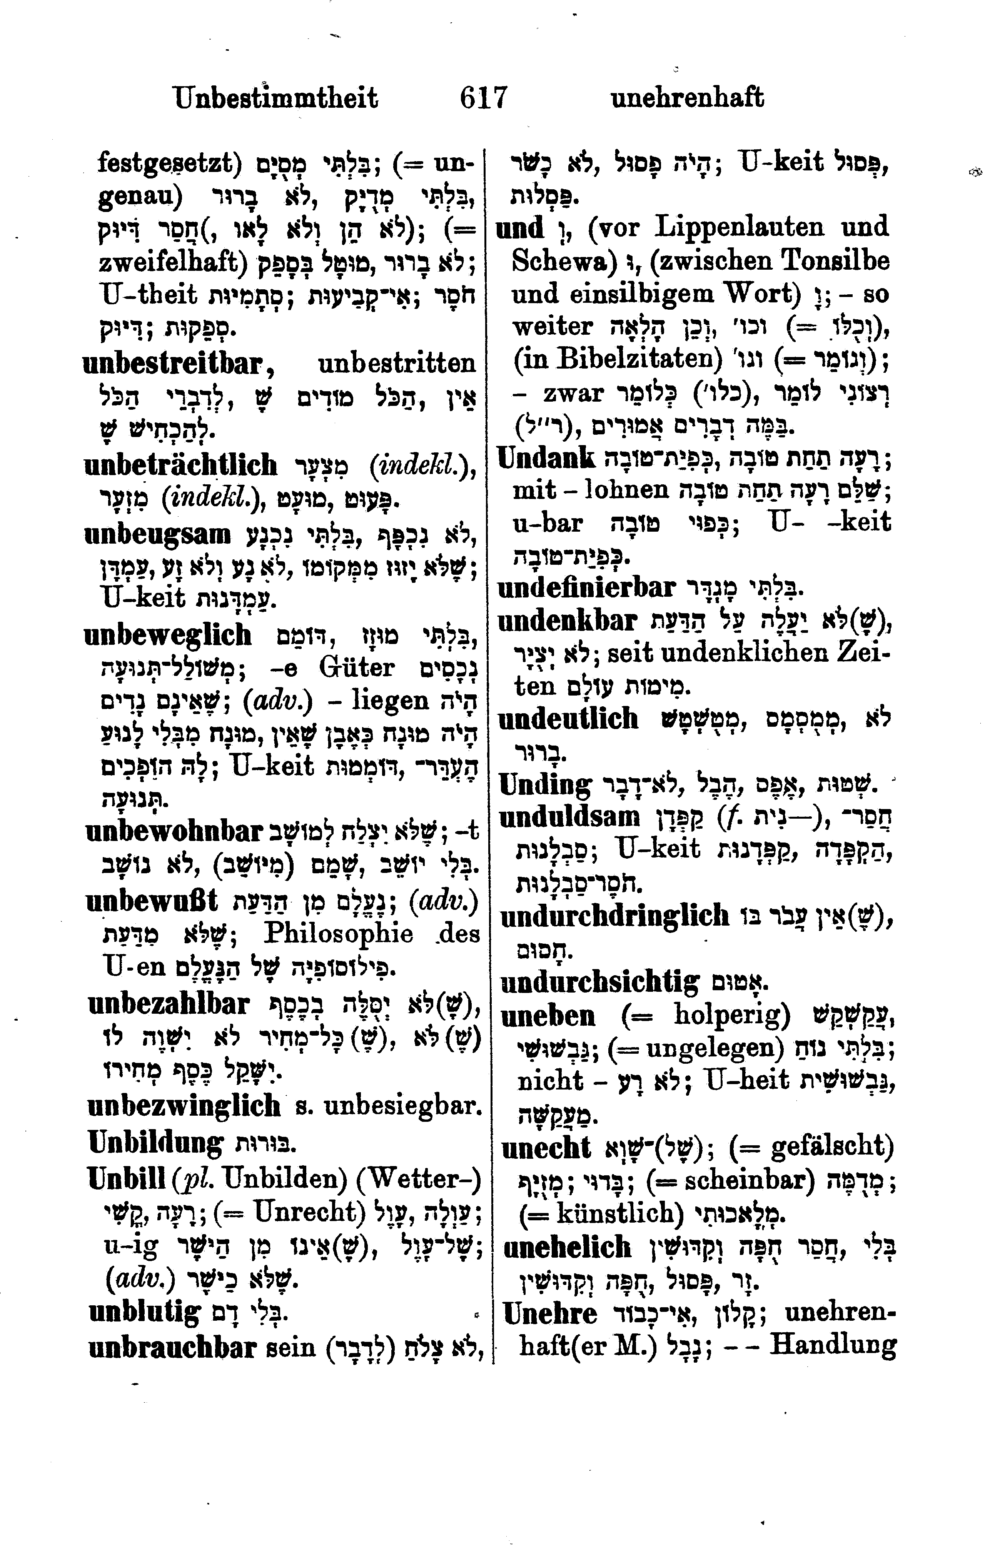 Unbestimmtheit 617 unehrenhaft
festgesetzt) בִּלְתִּי מְסֻיָּם; (= un-
genau) בִּלְתִּי מְדֻיָּק, לֹא בָרוּר,
חֲסַר דִּיּוּק(, לֹא הֵן וְלֹא לָאו); (=
zweifelhaft) לֹא בָרוּר, מוּטָל בְּסָפֵק;
U-theit סְתָמִיּוּת; אִי־קְבִיעוּת; חֹסֶר
דִּיּוּק; סְפֵקוּת.
unbestreitbar, unbestritten
אֵין, הַכֹּל מוֹדִים שֶׁ, לְדִבְרֵי הַכֹּל
לְהַכְחִישׁ שֶׁ.
unbeträchtlich מִצְעָר (indekl.),
מִזְעָר (indekl.), מוּעָט, פָּעוּט.
unbeugsam לֹא נִכְפָּף, בִּלְתִּי נִכְנָע,
שֶׁלֹּא יָזוּז מִמְּקוֹמוֹ, לֹא נָע וְלֹא זָע, עַמְדָן;
U-keit עַמְדָנוּת.
unbeweglich בִּלְתִּי מוּזָז, דּוֹמֵם,
מְשׁוֹלַל־תְּנוּעָה; -e Güter נְכָסִים
שֶׁאֵינָם נָדִים; (adv.) – liegen הָיָה
הָיָה מוּנָח כְּאֶבֶן שֶׁאֵין, מוּנָח מִבְּלִי לָנוּעַ
לָהּ הוֹפְכִים; U-keit דּוֹמְמוּת, הֶעְדַּר־
תְּנוּעָה.
unbewohnbar שֶׁלֹּא יִצְלַח לְמוֹשָׁב; -t
בְּלִי יוֹשֵׁב, שָׁמֵם (מִיּוֹשֵׁב), לֹא נוֹשָׁב.
unbewußt נֶעֱלָם מִן הַדַּעַת; (adv.)
שֶׁלֹּא מִדַּעַת; Philosophie des
U-en פִילוֹסוֹפִיָּה שֶׁל הַנֶּעֱלָם.
unbezahlbar (שֶׁ)לֹא יְסֻלֶּה בְכֶסֶף,
(שֶׁ)לֹא, (שֶׁ)כָּל־מְחִיר לֹא יִשְׁוֶה לוֹ
יִשָּׁקֵל כֶּסֶף מְחִירוֹ.
unbezwinglich s. unbesiegbar.
Unbildung בּוּרוּת.
Unbill (pl. Unbilden) (Wetter-)
קֳשִׁי, רָעָה; (= Unrecht) עָוֶל, עַוְלָה;
u-ig שֶׁל־עָוֶל, (שֶׁ)אֵינוֹ מִן הַיֹּשֶׁר;
(adv.) שֶׁלֹּא בְיֹשֶׁר.
unblutig בְּלִי דָם.
unbrauchbar sein לֹא צָלַח (לְדָבָר),
הָיָה פָסוּל, לֹא כָשֵׁר; U-keit פִּסּוּל,
פַּסְלוּת.
und וְ, (vor Lippenlauten und
Schewa) וּ, (zwischen Tonsilbe
und einsilbigem Wort) וָ; – so
weiter וְכֵן הָלְאָה, וכו' (= וְכֻלּוֹ),
(in Bibelzitaten) וגו' (= וְגוֹמֵר);
– zwar כְּלוֹמַר (כלו'), רְצוֹנִי לוֹמַר
(ר״ל), בַּמֶּה דְבָרִים אֲמוּרִים.
Undank כְּפִיַּת־טוֹבָה, רָעָה תַּחַת טוֹבָה;
mit – lohnen שִׁלֵּם רָעָה תַּחַת טוֹבָה;
u-bar כְּפוּי טוֹבָה; U- -keit
כְּפִיַּת־טוֹבָה.
undefinierbar בִּלְתִּי מֻגְדָּר.
undenkbar (שֶׁ)לֹא יַעֲלֶה עַל הַדַּעַת,
לֹא יְצֻיָּר; seit undenklichen Zei-
ten מִימוֹת עוֹלָם.
undeutlich מְטֻשְׁטָשׁ, מְמֻסְמָס, לֹא
בָרוּר.
Unding לֹא־דָבָר, הֶבֶל, אֶפֶס, שְׁטוּת.
unduldsam קַפְּדָן (f. —נִית), חֲסַר־
סַבְלָנוּת; U-keit קַפְּדָנוּת, הַקְפָּדָה,
חֹסֶר־סַבְלָנוּת.
undurchdringlich (שֶׁ)אֵין עֲבֹר בּוֹ,
חָסוּם.
undurchsichtig אָטוּם.
uneben (= holperig) עֲקַשְׁקַשׁ,
גַּבְשׁוּשִׁי; (= ungelegen) בִּלְתִּי נוֹחַ;
nicht – לֹא רַע; U-heit גַּבְשׁוּשִׁית,
מַעֲקַשָּׁה.
unecht (שֶׁל)־שָׁוְא; (= gefälscht)
מְזֻיָּף; בָּדוּי; (= scheinbar) מְדֻמֶּה;
(= künstlich) מְלָאכוּתִי.
unehelich בְּלִי, חֲסַר חֻפָּה וְקִדּוּשִׁין
זָר, פָּסוּל, חֻפָּה וְקִדּוּשִׁין.
Unehre קָלוֹן, אִי־כָבוֹד; unehren-
haft(er M.) נָבָל; – – Handlung